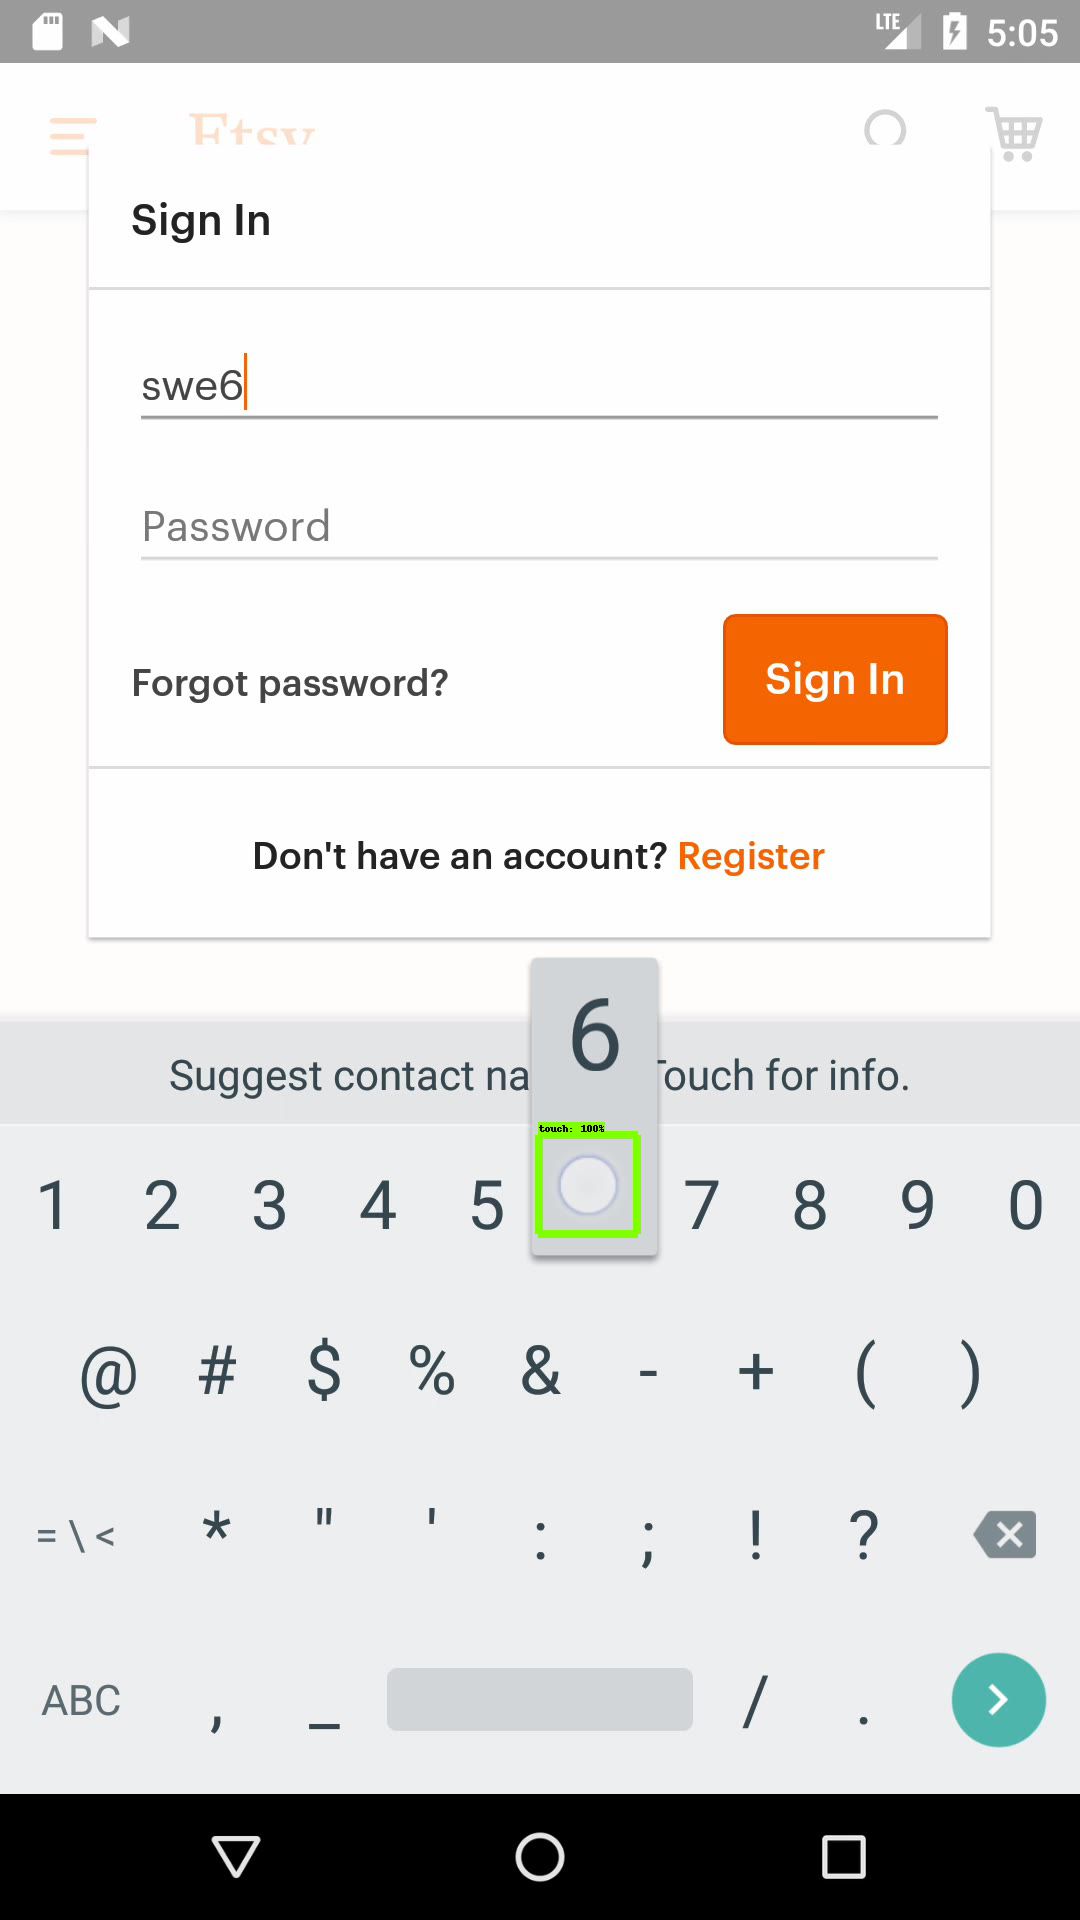 LTE 5:05
Etsy
Sign In
swe6
Password
Forgot password? Sign In
Don't have an account? Register
6
Suggest contact na Touch for info.
touch: 100%
1 2 3 4 5 7 8 9 0
@ # $ % & - + ( )
= \ < * " ' : ; ! ?
ABC , _ / .